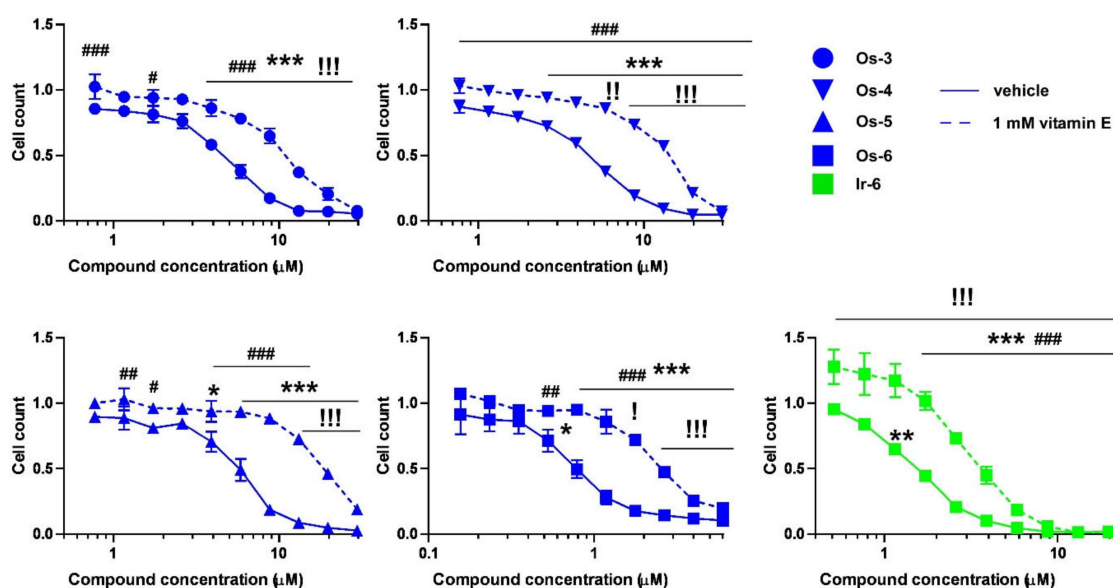 1.5
1.0
0.5
0.0
Cell count
###
#
### *** !!!
1
10
Compound concentration (µM)
1.5
1.0
0.5
0.0
Cell count
###
***
!!
!!!
1
10
Compound concentration (µM)
Os-3
Os-4
Os-5
Os-6
Ir-6
vehicle
1 mM vitamin E
1.5
1.0
0.5
0.0
Cell count
##
#
*
###
***
!!!
1
10
Compound concentration (µM)
1.5
1.0
0.5
0.0
Cell count
##
*
### ***
!
!!!
0.1
1
Compound concentration (µM)
1.5
1.0
0.5
0.0
Cell count
!!!
*** ###
**
1
10
Compound concentration (µM)